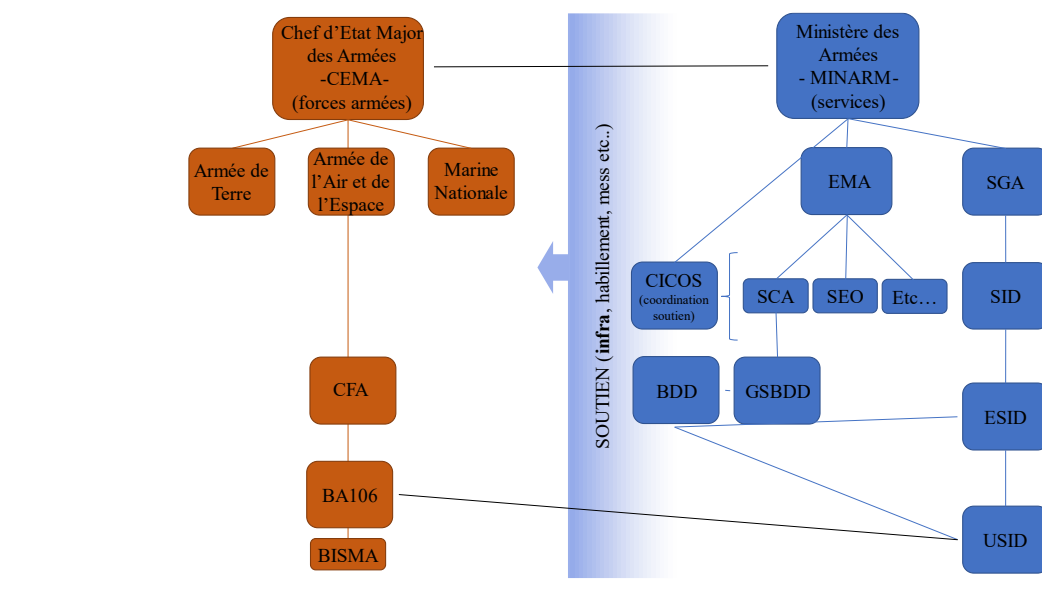 Chef d’Etat Major
des Armées
-CEMA-
(forces armées)
Ministère des
Armées
- MINARM-
(services)
Armée de
Terre
Armée de
l’Air et de
l’Espace
Marine
Nationale
EMA
SGA
SOUTIEN (infra, habillement, mess etc..)
CICOS
(coordination
soutien)
SCA
SEO
Etc…
SID
CFA
BDD
-
GSBDD
ESID
BA106
USID
BISMA